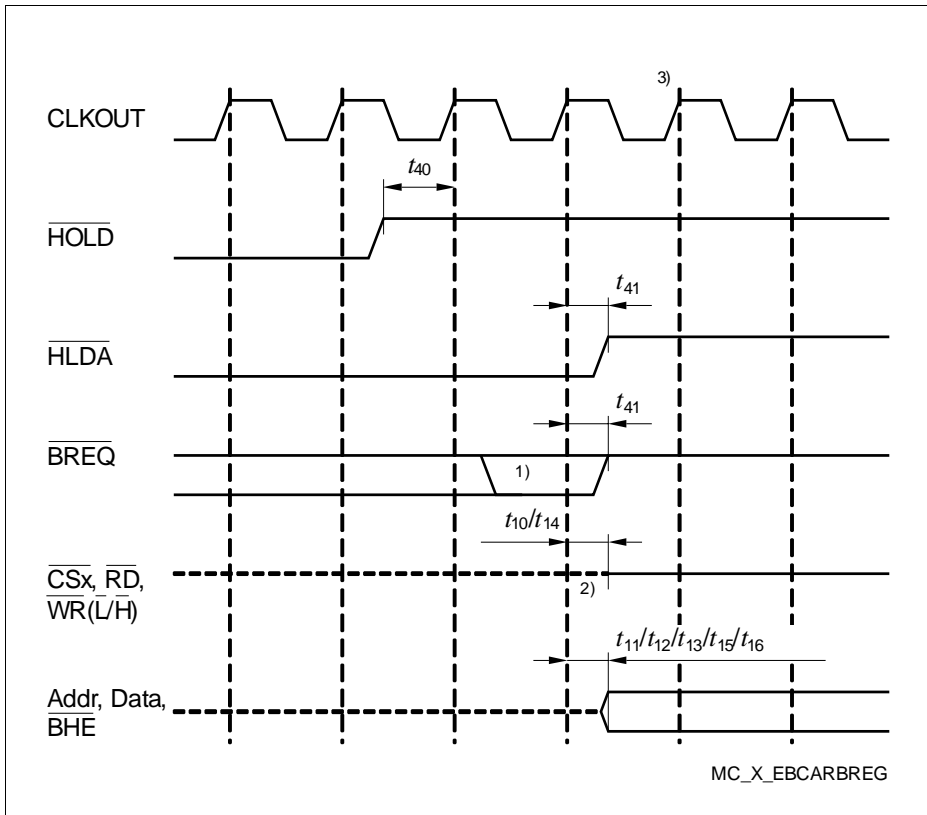 3)
CLKOUT
t40
HOLD
t41
HLDA
t41
BREQ
1)
t10/t14
CSx, RD,
WR(L/H)
2)
t11/t12/t13/t15/t16
Addr, Data,
BHE
MC_X_EBCARBREG